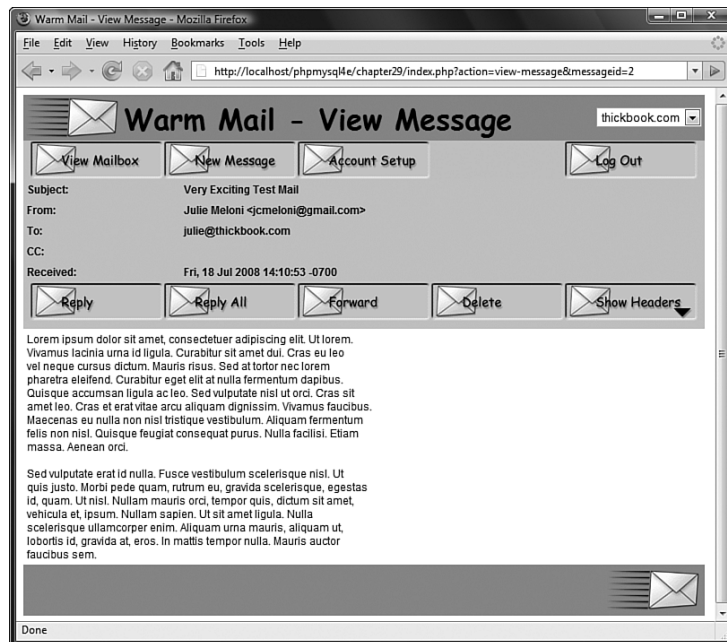 Warm Mail - View Message - Mozilla Firefox
File Edit View History Bookmarks Tools Help
http://localhost/phpmysql4e/chapter29/index.php?action=view-message&messageid=2
Warm Mail - View Message
thickbook.com
View Mailbox New Message Account Setup Log Out
Subject: Very Exciting Test Mail
From: Julie Meloni <jcmeloni@gmail.com>
To: julie@thickbook.com
CC:
Received: Fri, 18 Jul 2008 14:10:53 -0700
Reply Reply All Forward Delete Show Headers
Lorem ipsum dolor sit amet, consectetuer adipiscing elit. Ut lorem.
Vivamus lacinia urna id ligula. Curabitur sit amet dui. Cras eu leo
vel neque cursus dictum. Mauris risus. Sed at tortor nec lorem
pharetra eleifend. Curabitur eget elit at nulla fermentum dapibus.
Quisque accumsan ligula ac leo. Sed vulputate nisl ut orci. Cras sit
amet leo. Cras et erat vitae arcu aliquam dignissim. Vivamus faucibus.
Maecenas eu nulla non nisl tristique vestibulum. Aliquam fermentum
felis non nisl. Quisque feugiat consequat purus. Nulla facilisi. Etiam
massa. Aenean orci.
Sed vulputate erat id nulla. Fusce vestibulum scelerisque nisl. Ut
quis justo. Morbi pede quam, rutrum eu, gravida scelerisque, egestas
id, quam. Ut nisl. Nullam mauris orci, tempor quis, dictum sit amet,
vehicula et, ipsum. Nullam sapien. Ut sit amet ligula. Nulla
scelerisque ullamcorper enim. Aliquam urna mauris, aliquam ut,
lobortis id, gravida at, eros. In mattis tempor nulla. Mauris auctor
faucibus sem.
Done